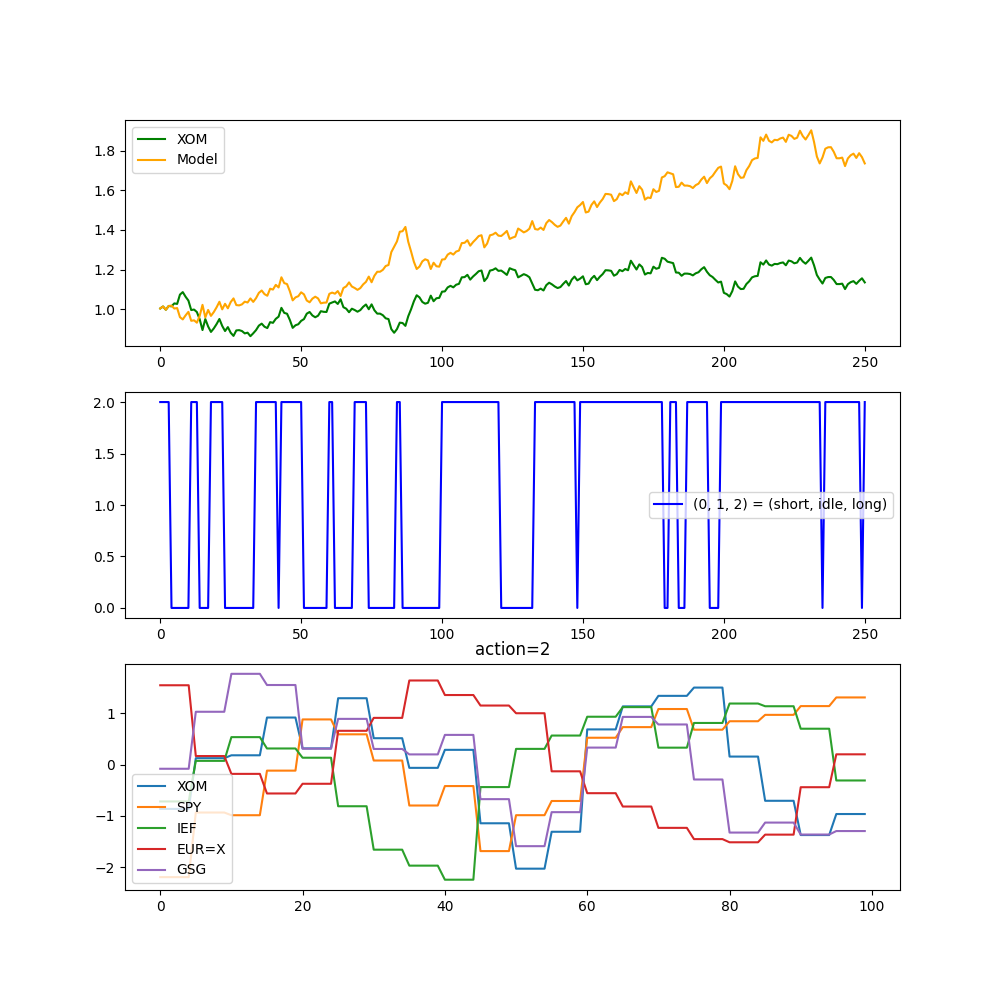 XOM
Model
1.8
1.6
1.4
1.2
1.0
0 50 100 150 200 250
2.0
1.5
1.0
0.5
0.0
(0, 1, 2) = (short, idle, long)
0 50 100 150 200 250
action=2
1
0
−1
−2
XOM
SPY
IEF
EUR=X
GSG
0 20 40 60 80 100